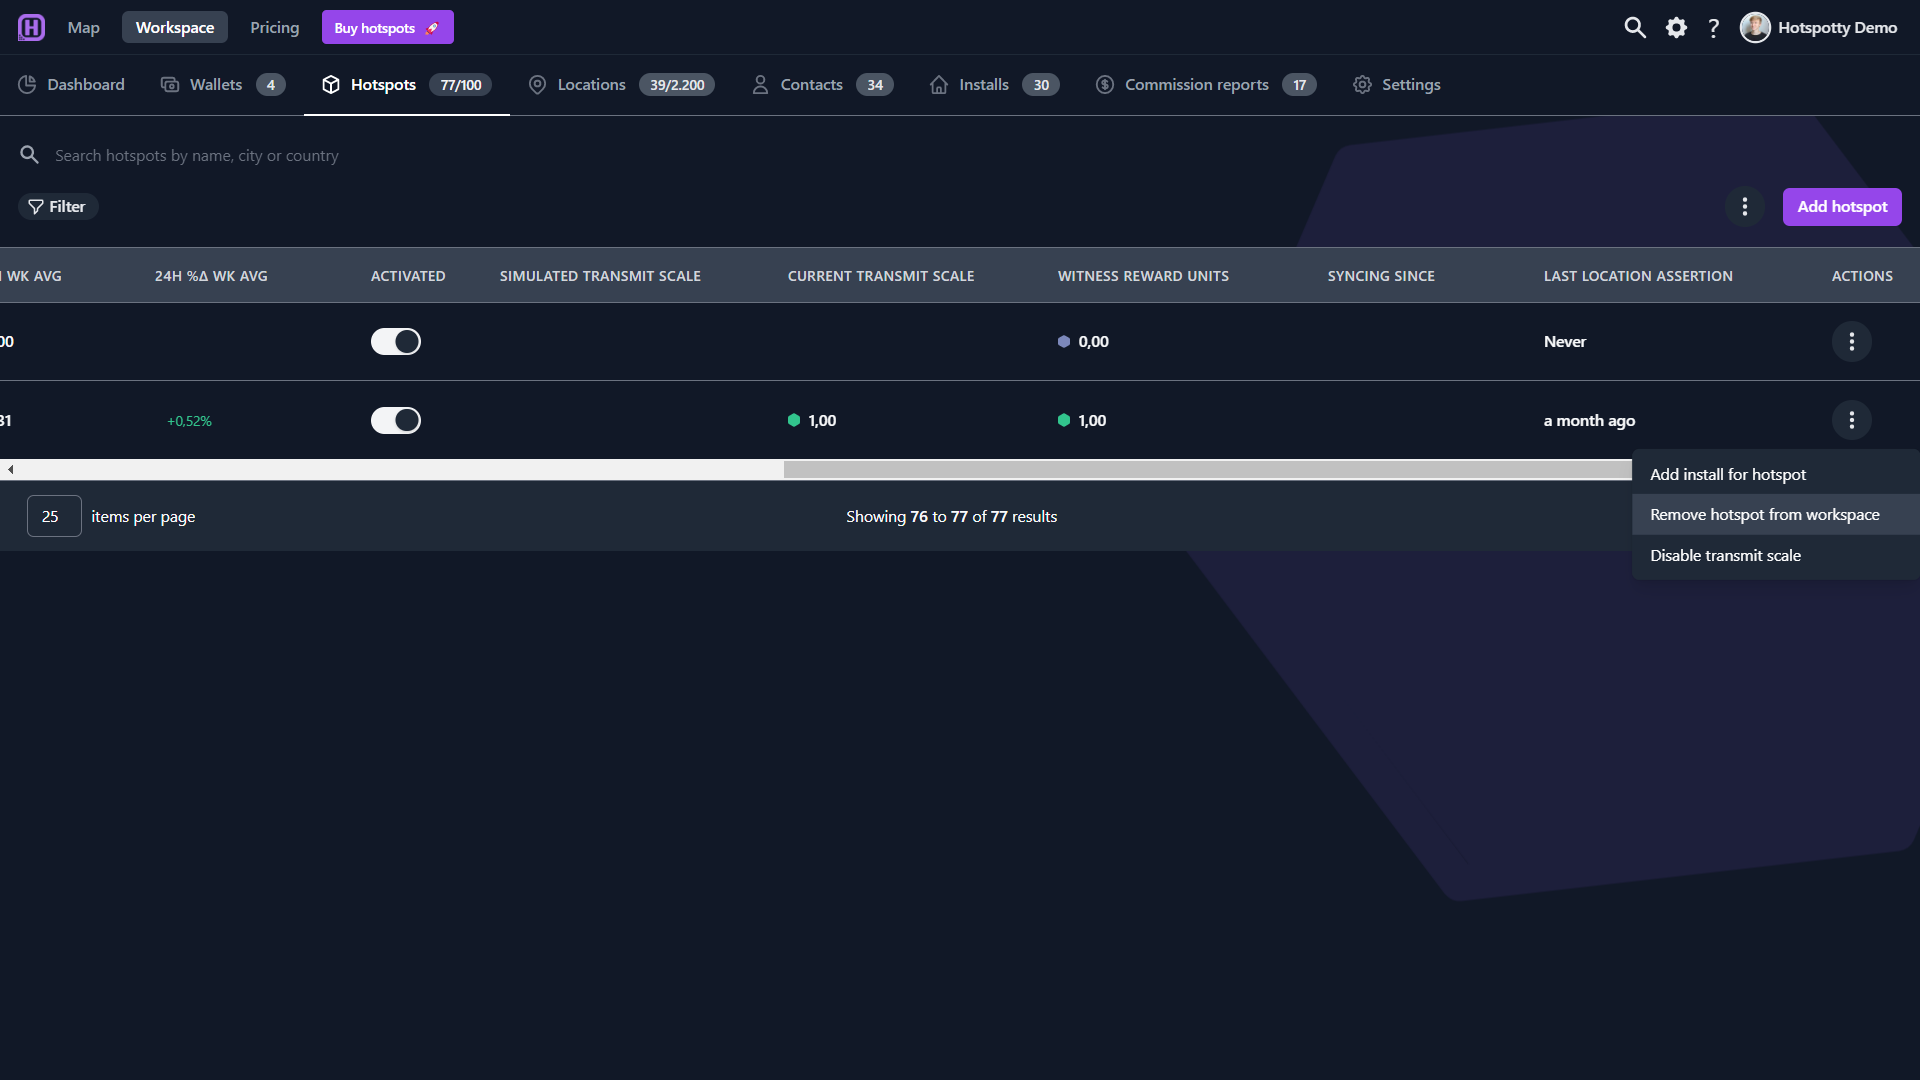 Map
Workspace
Pricing
Buy hotspots
?
Hotspotty Demo
Dashboard
Wallets 4
Hotspots 77/100
Locations 39/2.200
Contacts 34
Installs 30
Commission reports 17
Settings
Search hotspots by name, city or country
Filter
Add hotspot
WK AVG
24H %Δ WK AVG
ACTIVATED
SIMULATED TRANSMIT SCALE
CURRENT TRANSMIT SCALE
WITNESS REWARD UNITS
SYNCING SINCE
LAST LOCATION ASSERTION
ACTIONS
00
0,00
Never
31
+0,52%
1,00
1,00
a month ago
Add install for hotspot
Remove hotspot from workspace
Disable transmit scale
25 items per page
Showing 76 to 77 of 77 results